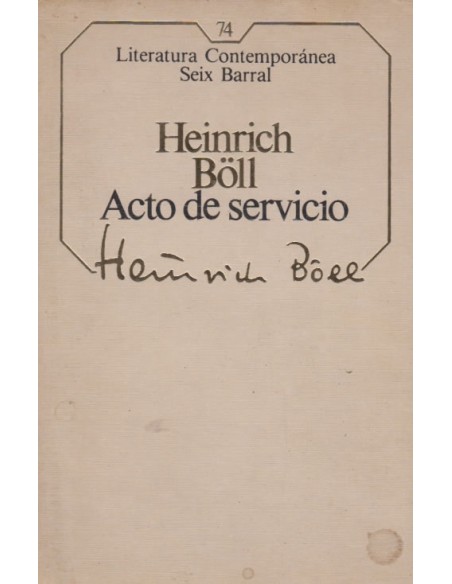 74
Literatura Contemporánea
Seix Barral
Heinrich
Böll
Acto de servicio
Heinrich Böll